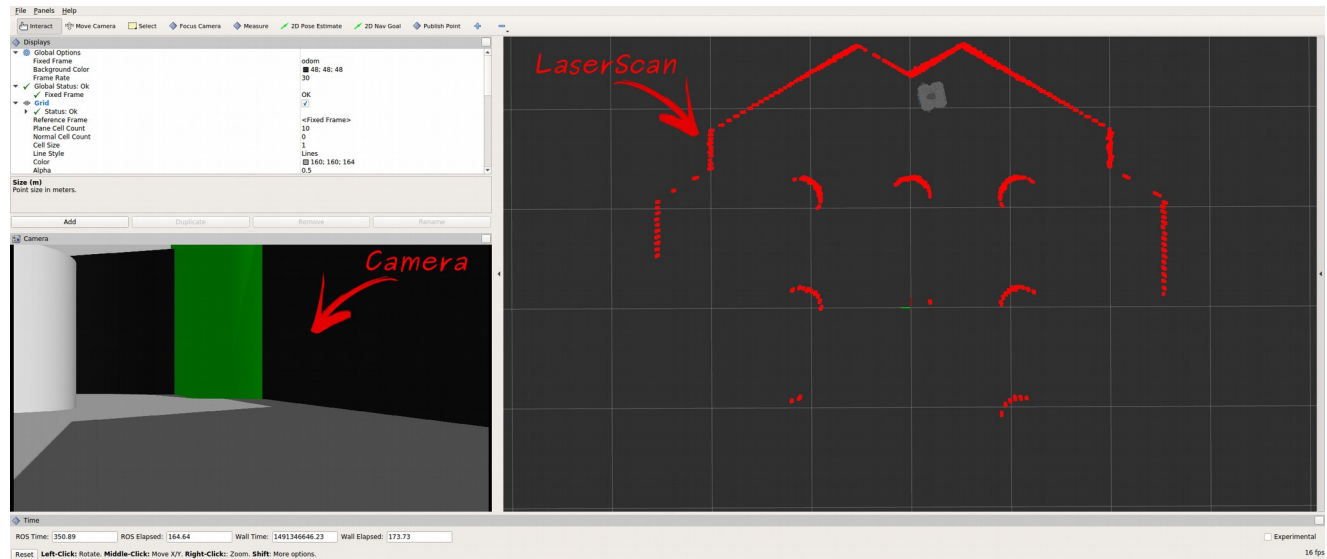 File Panels Help
Interact Move Camera Select Focus Camera Measure 2D Pose Estimate 2D Nav Goal Publish Point
Displays
Global Options
Fixed Frame odom
Background Color 48; 48; 48
Frame Rate 30
Global Status: Ok
Fixed Frame OK
Grid
Status: Ok
Reference Frame <Fixed Frame>
Plane Cell Count 10
Normal Cell Count 0
Cell Size 1
Line Style Lines
Color 160; 160; 164
Alpha 0.5
Size (m)
Point size in meters.
Add Duplicate Remove Rename
Camera
Camera
LaserScan
Time
ROS Time: 350.89 ROS Elapsed: 164.64 Wall Time: 1491346646.23 Wall Elapsed: 173.73 Experimental
Reset Left-Click: Rotate. Middle-Click: Move X/Y. Right-Click:: Zoom. Shift: More options. 16 fps